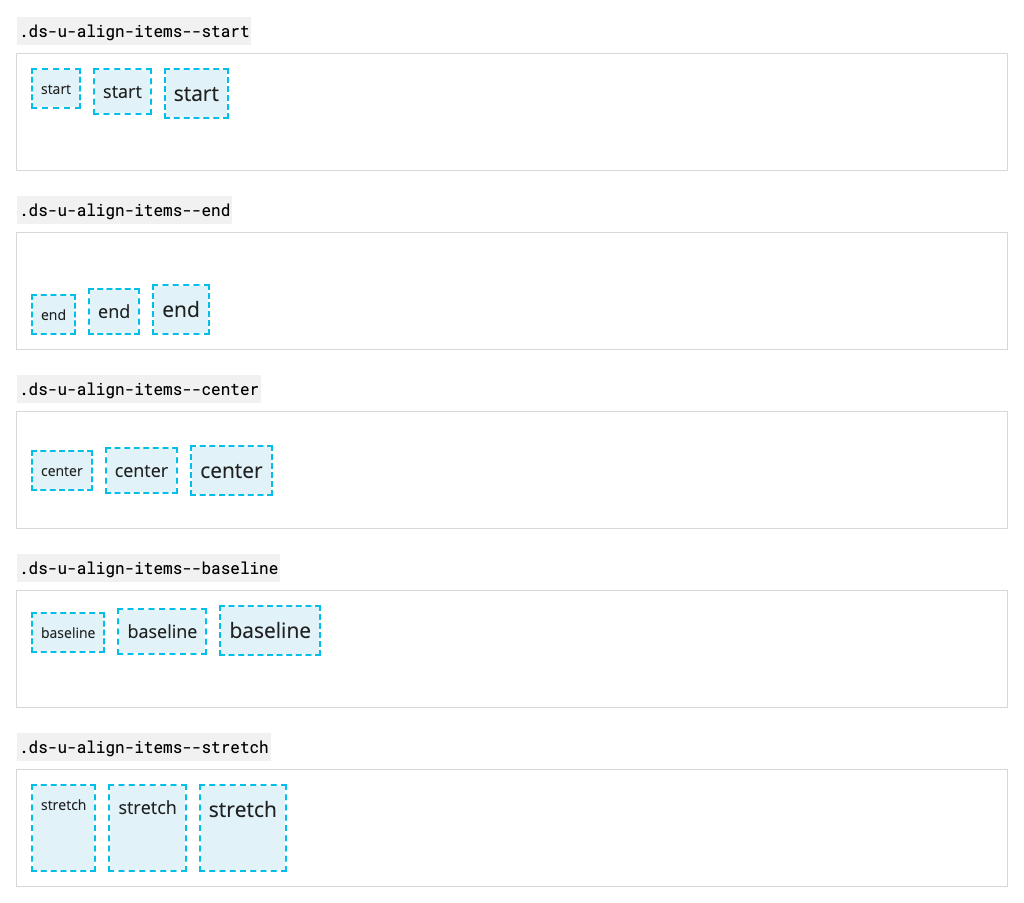 .ds-u-align-items--start
start start start
.ds-u-align-items--end
end end end
.ds-u-align-items--center
center center center
.ds-u-align-items--baseline
baseline baseline baseline
.ds-u-align-items--stretch
stretch stretch stretch